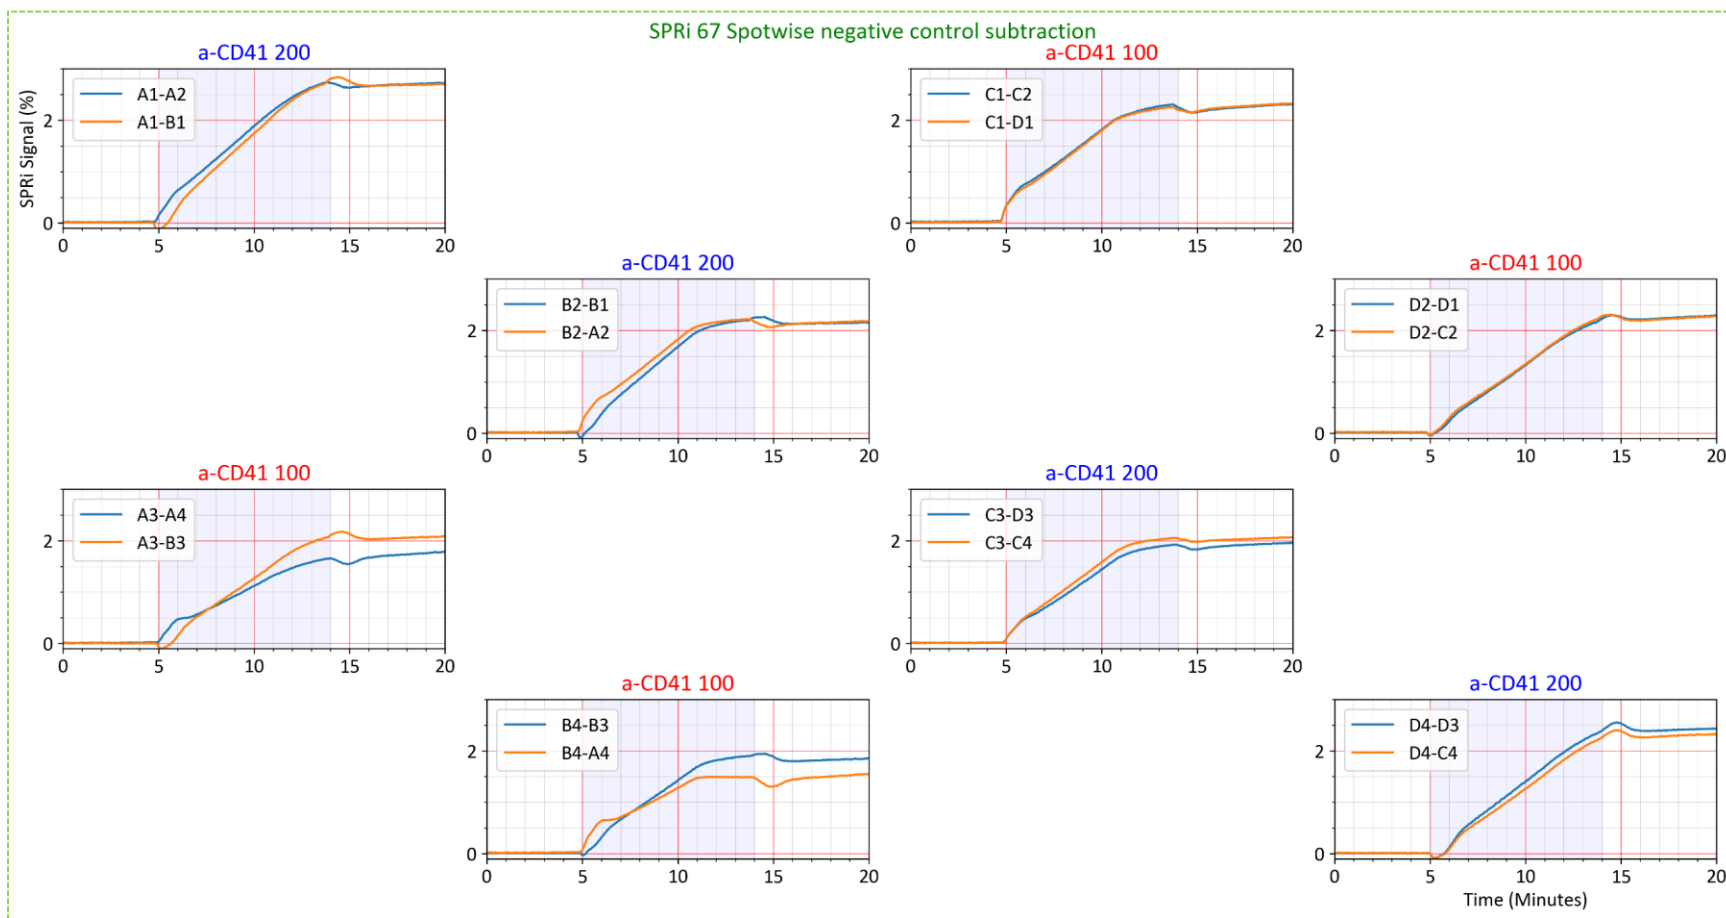 SPRi 67 Spotwise negative control subtraction
a-CD41 200
SPRi Signal (%)
2
0
A1-A2
A1-B1
0 5 10 15 20
a-CD41 100
2
0
C1-C2
C1-D1
0 5 10 15 20
a-CD41 200
2
0
B2-B1
B2-A2
0 5 10 15 20
a-CD41 100
2
0
D2-D1
D2-C2
0 5 10 15 20
a-CD41 100
2
0
A3-A4
A3-B3
0 5 10 15 20
a-CD41 200
2
0
C3-D3
C3-C4
0 5 10 15 20
a-CD41 100
2
0
B4-B3
B4-A4
0 5 10 15 20
a-CD41 200
2
0
D4-D3
D4-C4
0 5 10 15 20
Time (Minutes)